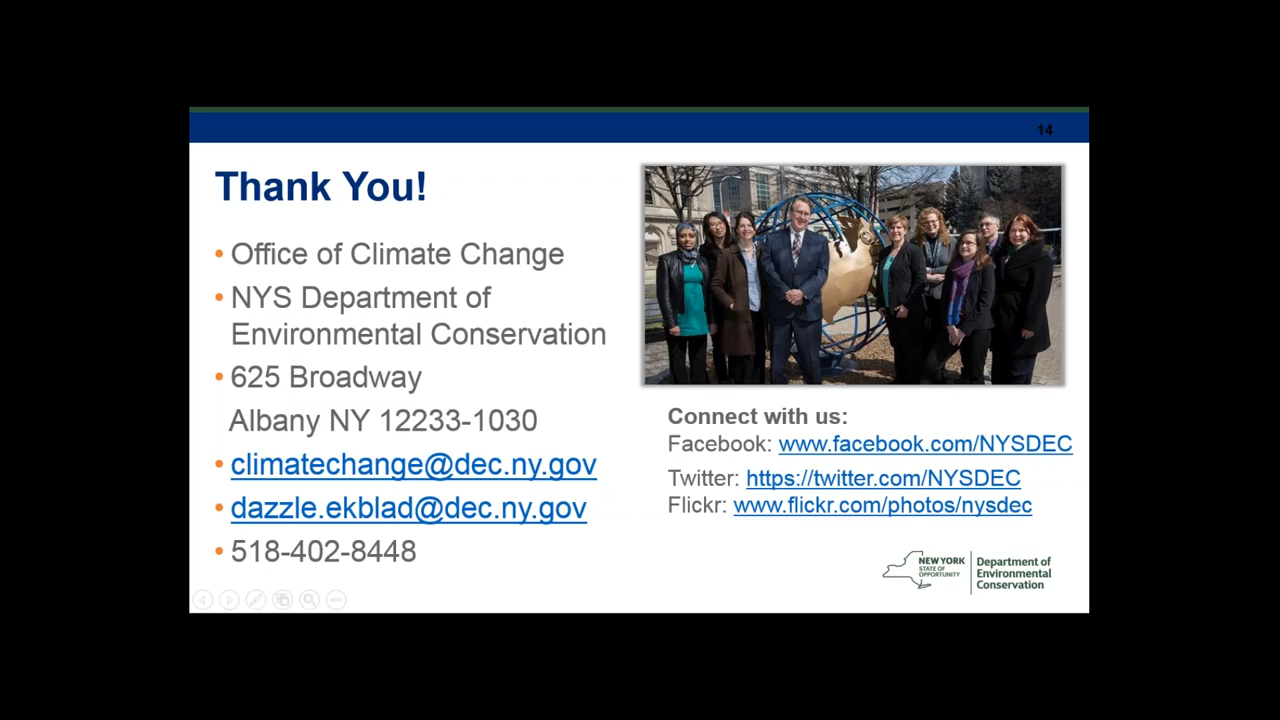 14
Thank You!
• Office of Climate Change
• NYS Department of
Environmental Conservation
• 625 Broadway
Albany NY 12233-1030
• climatechange@dec.ny.gov
• dazzle.ekblad@dec.ny.gov
• 518-402-8448
Connect with us:
Facebook: www.facebook.com/NYSDEC
Twitter: https://twitter.com/NYSDEC
Flickr: www.flickr.com/photos/nysdec
NEW YORK
STATE OF
OPPORTUNITY
Department of
Environmental
Conservation